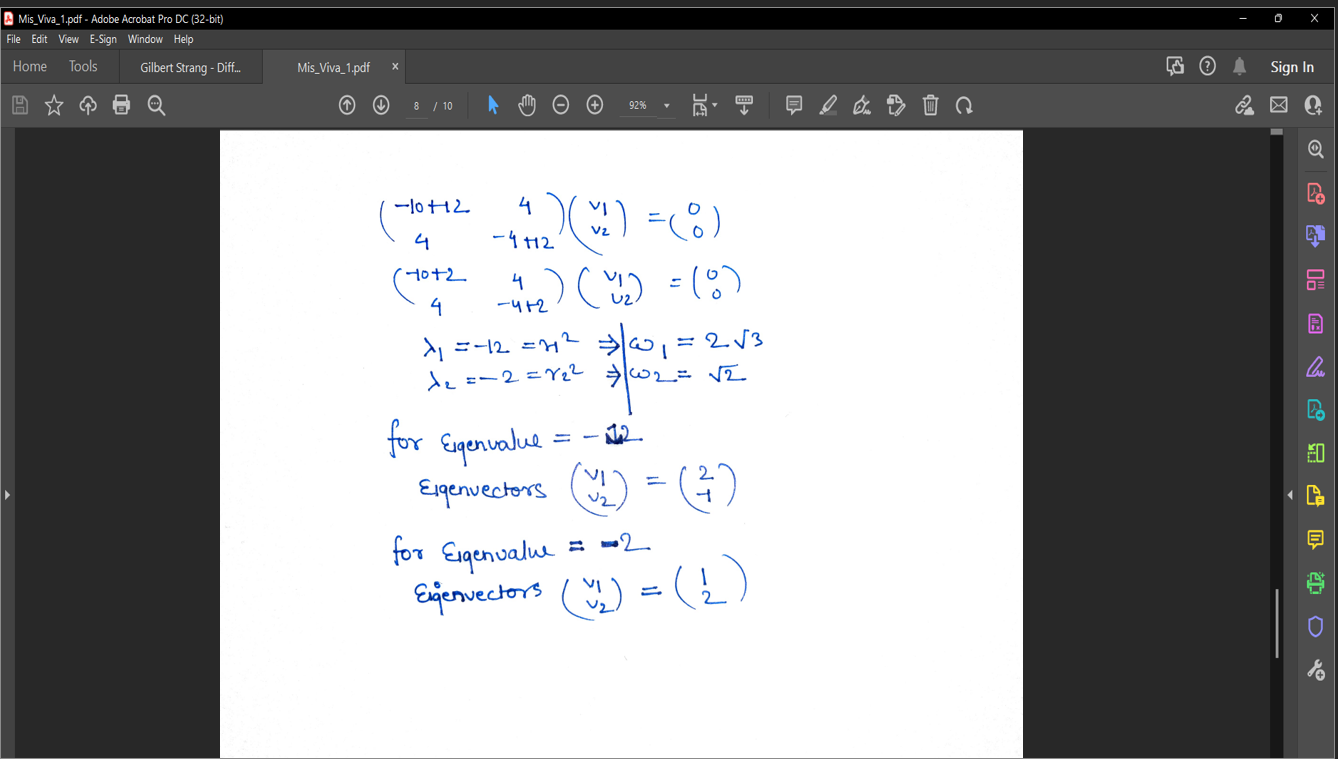 Mis_Viva_1.pdf - Adobe Acrobat Pro DC (32-bit)
File Edit View E-Sign Window Help
Home Tools Gilbert Strang - Diff... Mis_Viva_1.pdf × Sign In
8 / 10 92%
(-10+12 4) (v1) = (0)
(4 -4+12) (v2) (0)
(-10+2 4) (v1) = (0)
(4 -4+2) (v2) (0)
λ1 = -12 = r1² ⇒ ω1 = 2√3
λ2 = -2 = r2² ⇒ ω2 = √2
for Eigenvalue = -12
Eigenvectors (v1) = (2)
(v2) (-1)
for Eigenvalue = -2
Eigenvectors (v1) = (1)
(v2) (2)